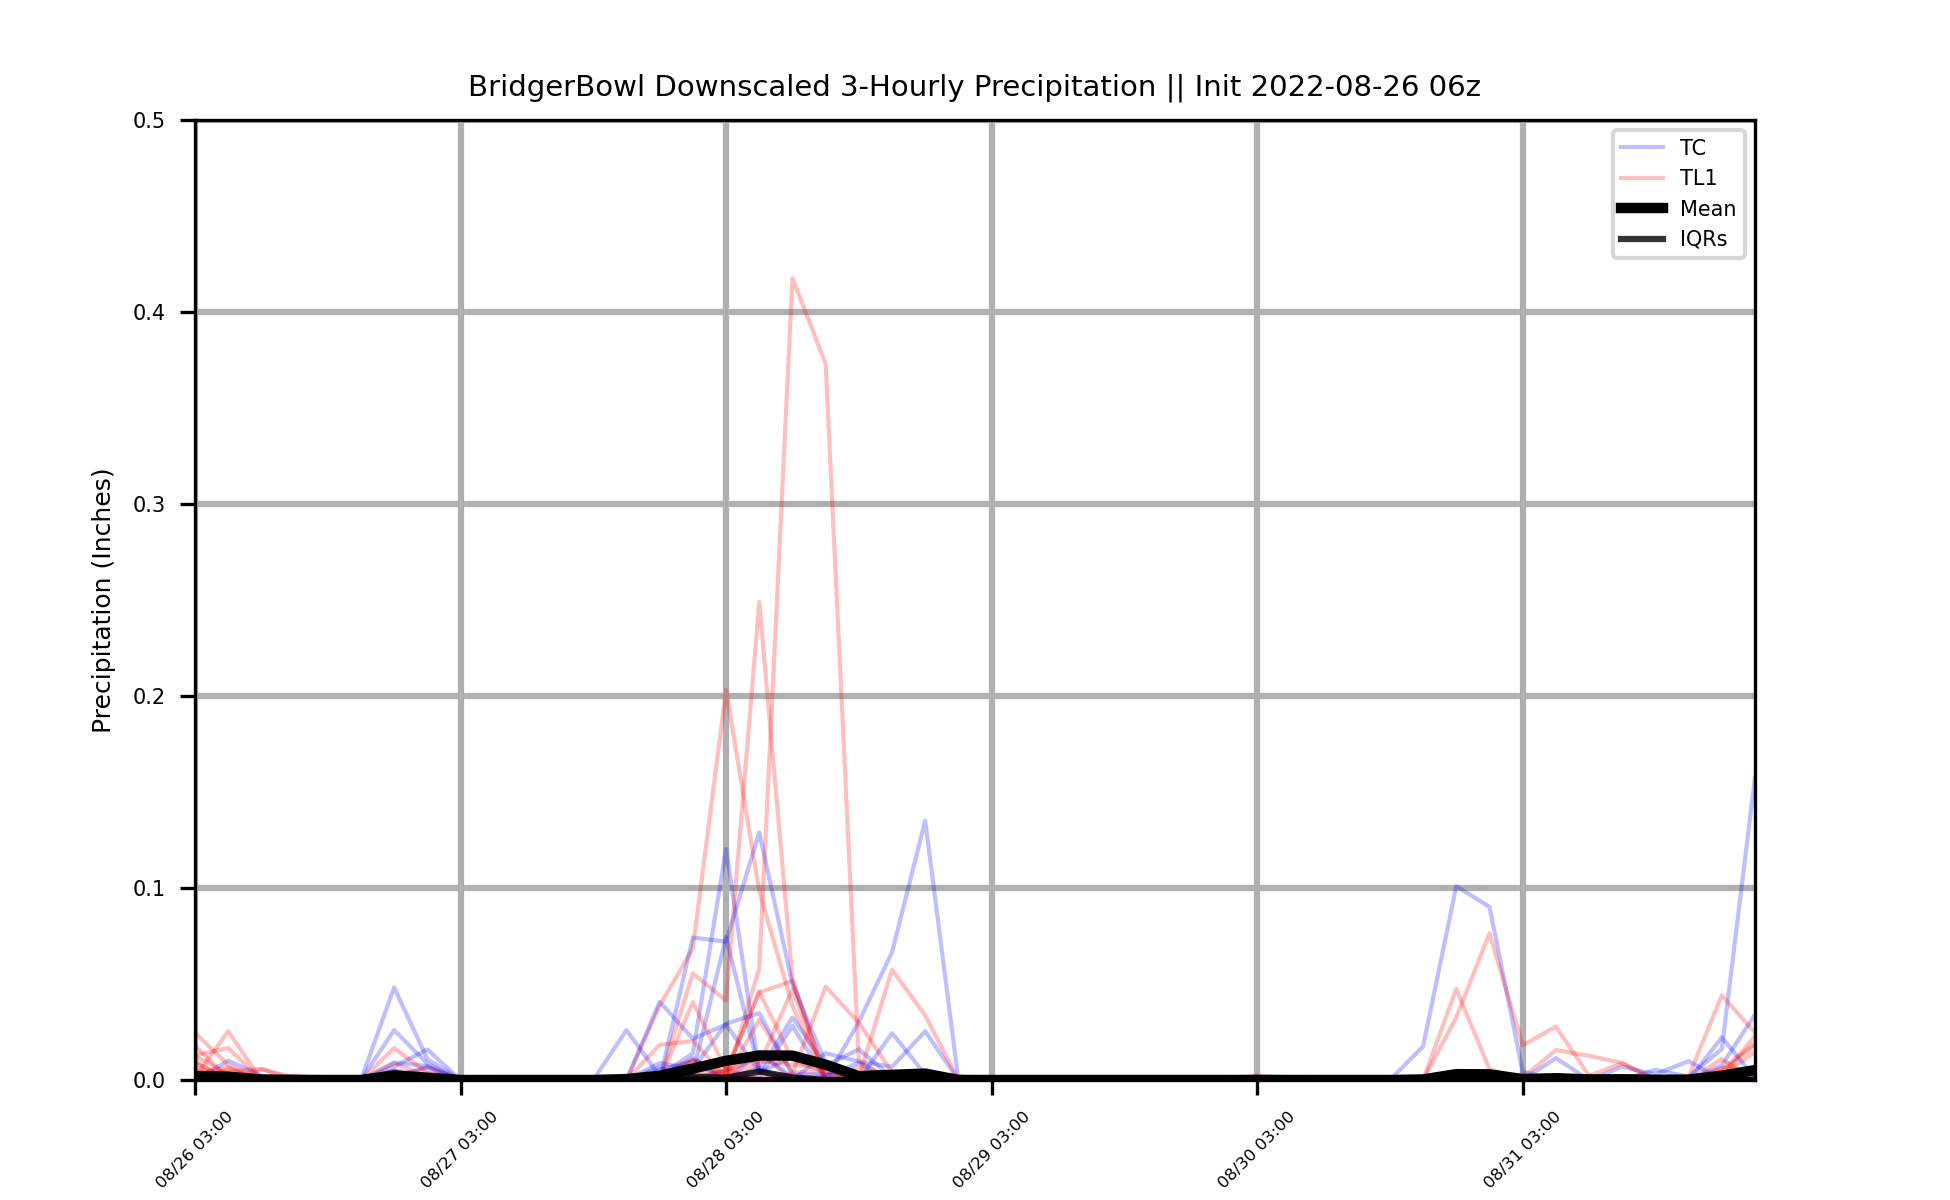 BridgerBowl Downscaled 3-Hourly Precipitation || Init 2022-08-26 06z
0.5
0.4
0.3
0.2
0.1
0.0
Precipitation (Inches)
TC
TL1
Mean
IQRs
08/26 03:00
08/27 03:00
08/28 03:00
08/29 03:00
08/30 03:00
08/31 03:00